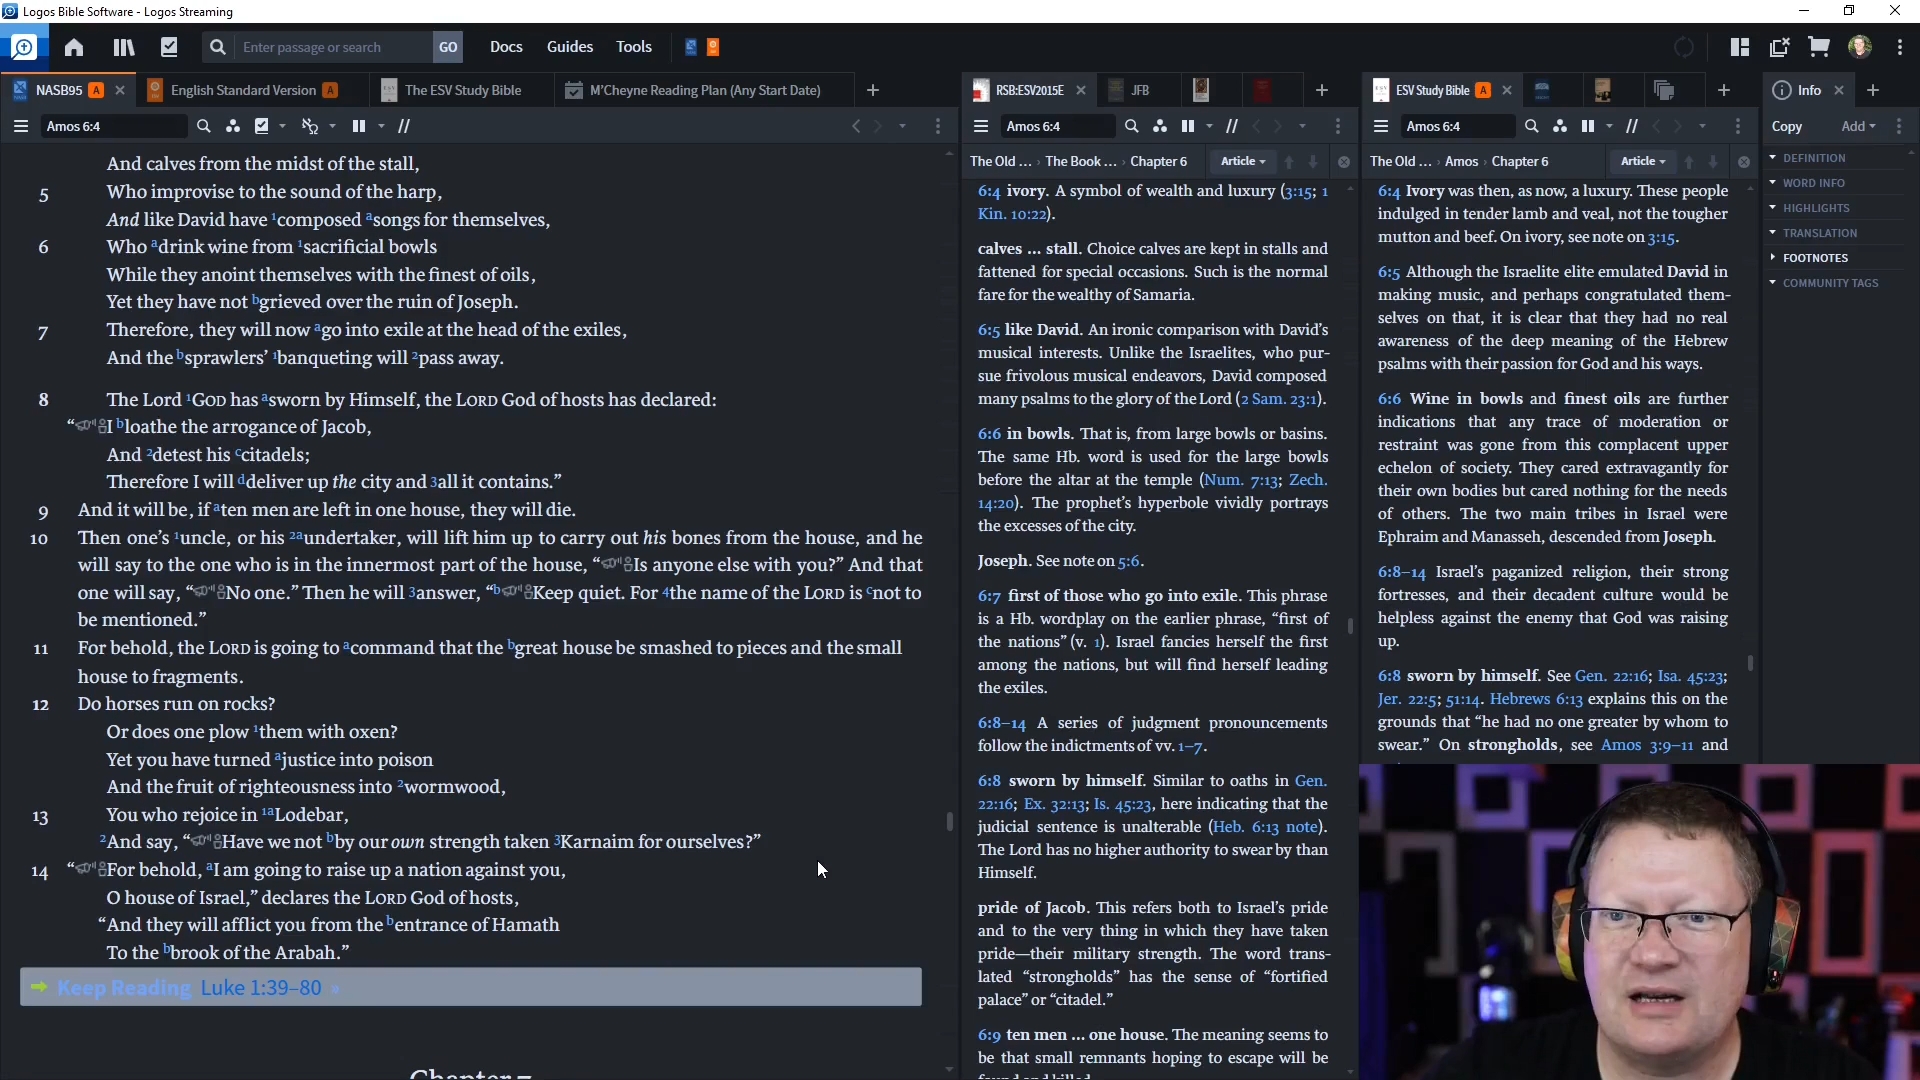 Logos Bible Software - Logos Streaming
Enter passage or search
GO
Docs
Guides
Tools
NASB95 A
English Standard Version A
The ESV Study Bible
M'Cheyne Reading Plan (Any Start Date)
RSB:ESV2015E
JFB
ESV Study Bible A
Info
Amos 6:4
Amos 6:4
Amos 6:4
Copy
Add
And calves from the midst of the stall,
5 Who improvise to the sound of the harp,
And like David have 1composed asongs for themselves,
6 Who adrink wine from 1sacrificial bowls
While they anoint themselves with the finest of oils,
Yet they have not bgrieved over the ruin of Joseph.
7 Therefore, they will now ago into exile at the head of the exiles,
And the bsprawlers' 1banqueting will 2pass away.
8 The Lord 1GOD has asworn by Himself, the LORD God of hosts has declared:
“I bloathe the arrogance of Jacob,
And 2detest his ccitadels;
Therefore I will ddeliver up the city and 3all it contains.”
9 And it will be, if aten men are left in one house, they will die.
10 Then one’s 1uncle, or his 2aundertaker, will lift him up to carry out his bones from the house, and he
will say to the one who is in the innermost part of the house, “Is anyone else with you?” And that
one will say, “No one.” Then he will 3answer, “bKeep quiet. For 4the name of the LORD is cnot to
be mentioned.”
11 For behold, the LORD is going to acommand that the bgreat house be smashed to pieces and the small
house to fragments.
12 Do horses run on rocks?
Or does one plow 1them with oxen?
Yet you have turned ajustice into poison
And the fruit of righteousness into 2wormwood,
13 You who rejoice in 1aLodebar,
2And say, “Have we not bby our own strength taken 3Karnaim for ourselves?”
14 “For behold, aI am going to raise up a nation against you,
O house of Israel,” declares the LORD God of hosts,
“And they will afflict you from the bentrance of Hamath
To the bbrook of the Arabah.”
Keep Reading Luke 1:39–80 »
The Old ... › The Book ... › Chapter 6
Article
6:4 ivory. A symbol of wealth and luxury (3:15; 1
Kin. 10:22).
calves ... stall. Choice calves are kept in stalls and
fattened for special occasions. Such is the normal
fare for the wealthy of Samaria.
6:5 like David. An ironic comparison with David’s
musical interests. Unlike the Israelites, who pur-
sue frivolous musical endeavors, David composed
many psalms to the glory of the Lord (2 Sam. 23:1).
6:6 in bowls. That is, from large bowls or basins.
The same Hb. word is used for the large bowls
before the altar at the temple (Num. 7:13; Zech.
14:20). The prophet’s hyperbole vividly portrays
the excesses of the city.
Joseph. See note on 5:6.
6:7 first of those who go into exile. This phrase
is a Hb. wordplay on the earlier phrase, “first of
the nations” (v. 1). Israel fancies herself the first
among the nations, but will find herself leading
the exiles.
6:8–14 A series of judgment pronouncements
follow the indictments of vv. 1–7.
6:8 sworn by himself. Similar to oaths in Gen.
22:16; Ex. 32:13; Is. 45:23, here indicating that the
judicial sentence is unalterable (Heb. 6:13 note).
The Lord has no higher authority to swear by than
Himself.
pride of Jacob. This refers both to Israel’s pride
and to the very thing in which they have taken
pride—their military strength. The word trans-
lated “strongholds” has the sense of “fortified
palace” or “citadel.”
6:9 ten men ... one house. The meaning seems to
be that small remnants hoping to escape will be
The Old ... › Amos › Chapter 6
Article
6:4 Ivory was then, as now, a luxury. These people
indulged in tender lamb and veal, not the tougher
mutton and beef. On ivory, see note on 3:15.
6:5 Although the Israelite elite emulated David in
making music, and perhaps congratulated them-
selves on that, it is clear that they had no real
awareness of the deep meaning of the Hebrew
psalms with their passion for God and his ways.
6:6 Wine in bowls and finest oils are further
indications that any trace of moderation or
restraint was gone from this complacent upper
echelon of society. They cared extravagantly for
their own bodies but cared nothing for the needs
of others. The two main tribes in Israel were
Ephraim and Manasseh, descended from Joseph.
6:8–14 Israel’s paganized religion, their strong
fortresses, and their decadent culture would be
helpless against the enemy that God was raising
up.
6:8 sworn by himself. See Gen. 22:16; Isa. 45:23;
Jer. 22:5; 51:14. Hebrews 6:13 explains this on the
grounds that “he had no one greater by whom to
swear.” On strongholds, see Amos 3:9–11 and
DEFINITION
WORD INFO
HIGHLIGHTS
TRANSLATION
FOOTNOTES
COMMUNITY TAGS